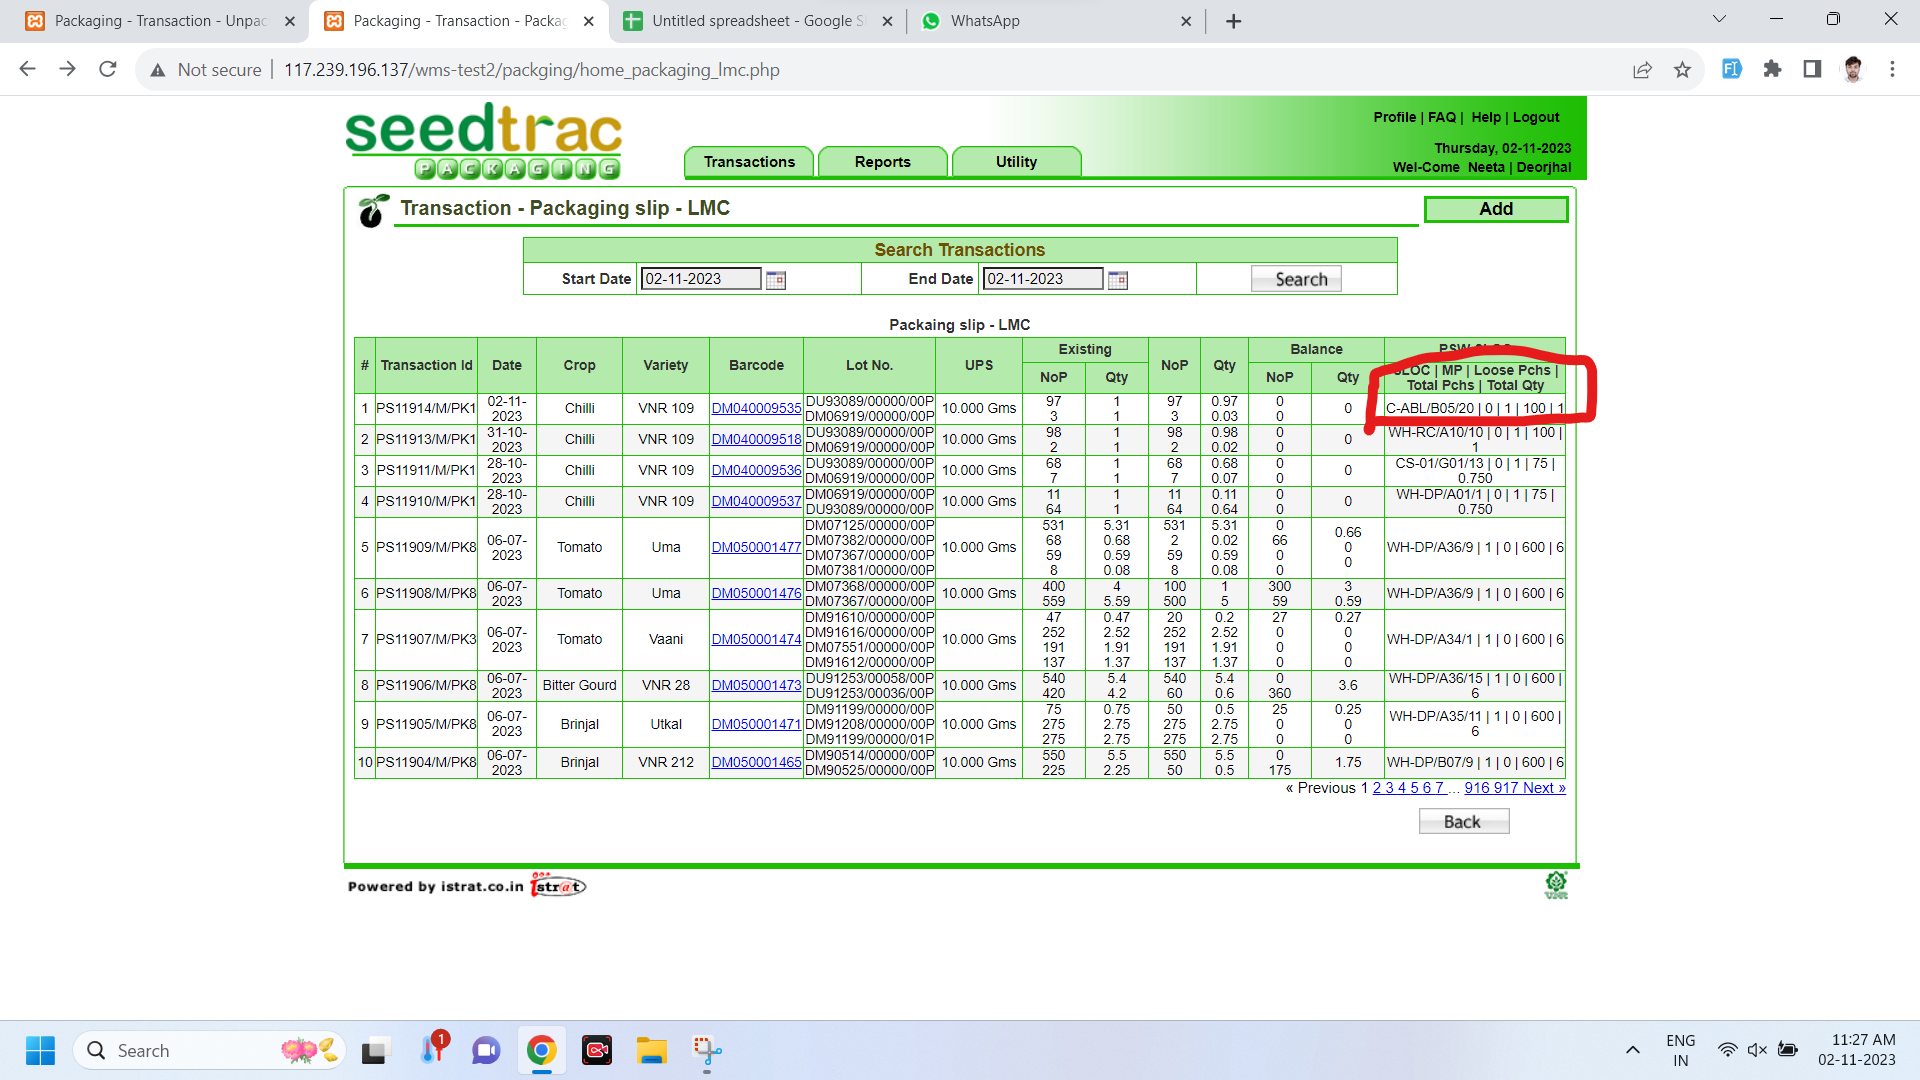 Packaging - Transaction - Unpac
Packaging - Transaction - Packa
Untitled spreadsheet - Google S
WhatsApp
Not secure | 117.239.196.137/wms-test2/packging/home_packaging_lmc.php
seedtrac
PACKAGING
Transactions
Reports
Utility
Profile | FAQ | Help | Logout
Thursday, 02-11-2023
Wel-Come Neeta | Deorjhal
Transaction - Packaging slip - LMC
Add
Search Transactions
Start Date 02-11-2023 End Date 02-11-2023 Search
Packaing slip - LMC
# Transaction Id Date Crop Variety Barcode Lot No. UPS Existing NoP Qty Balance
NoP Qty NoP Qty SLOC | MP | Loose Pchs |
Total Pchs | Total Qty
1 PS11914/M/PK1 02-11-2023 Chilli VNR 109 DM040009535 DU93089/00000/00P 10.000 Gms 97 1 97 0.97 0 0 C-ABL/B05/20 | 0 | 1 | 100 | 1
DM06919/00000/00P 3 1 3 0.03 0
2 PS11913/M/PK1 31-10-2023 Chilli VNR 109 DM040009518 DU93089/00000/00P 10.000 Gms 98 1 98 0.98 0 0 WH-RC/A10/10 | 0 | 1 | 100 | 1
DM06919/00000/00P 2 1 2 0.02 0
3 PS11911/M/PK1 28-10-2023 Chilli VNR 109 DM040009536 DU93089/00000/00P 10.000 Gms 68 1 68 0.68 0 0 CS-01/G01/13 | 0 | 1 | 75 | 0.750
DM06919/00000/00P 7 1 7 0.07 0
4 PS11910/M/PK1 28-10-2023 Chilli VNR 109 DM040009537 DM06919/00000/00P 10.000 Gms 11 1 11 0.11 0 0 WH-DP/A01/1 | 0 | 1 | 75 | 0.750
DU93089/00000/00P 64 1 64 0.64 0
5 PS11909/M/PK8 06-07-2023 Tomato Uma DM050001477 DM07125/00000/00P 10.000 Gms 531 5.31 531 5.31 0 0.66 WH-DP/A36/9 | 1 | 0 | 600 | 6
DM07382/00000/00P 68 0.68 2 0.02 66 0
DM07367/00000/00P 59 0.59 59 0.59 0 0
DM07381/00000/00P 8 0.08 8 0.08 0
6 PS11908/M/PK8 06-07-2023 Tomato Uma DM050001476 DM07368/00000/00P 10.000 Gms 400 4 100 1 300 3 WH-DP/A36/9 | 1 | 0 | 600 | 6
DM07367/00000/00P 559 5.59 500 5 59 0.59
7 PS11907/M/PK3 06-07-2023 Tomato Vaani DM050001474 DM91610/00000/00P 10.000 Gms 47 0.47 20 0.2 27 0.27 WH-DP/A34/1 | 1 | 0 | 600 | 6
DM91616/00000/00P 252 2.52 252 2.52 0 0
DM07551/00000/00P 191 1.91 191 1.91 0 0
DM91612/00000/00P 137 1.37 137 1.37 0 0
8 PS11906/M/PK8 06-07-2023 Bitter Gourd VNR 28 DM050001473 DU91253/00058/00P 10.000 Gms 540 5.4 540 5.4 0 3.6 WH-DP/A36/15 | 1 | 0 | 600 | 6
DU91253/00036/00P 420 4.2 60 0.6 360
9 PS11905/M/PK8 06-07-2023 Brinjal Utkal DM050001471 DM91199/00000/00P 10.000 Gms 75 0.75 50 0.5 25 0.25 WH-DP/A35/11 | 1 | 0 | 600 | 6
DM91208/00000/00P 275 2.75 275 2.75 0 0
DM91199/00000/01P 275 2.75 275 2.75 0 0
10 PS11904/M/PK8 06-07-2023 Brinjal VNR 212 DM050001465 DM90514/00000/00P 10.000 Gms 550 5.5 550 5.5 0 1.75 WH-DP/B07/9 | 1 | 0 | 600 | 6
DM90525/00000/00P 225 2.25 50 0.5 175
« Previous 1 2 3 4 5 6 7 ... 916 917 Next »
Back
Powered by istrat.co.in istrat
VNR
Search
1
ENG
IN
11:27 AM
02-11-2023